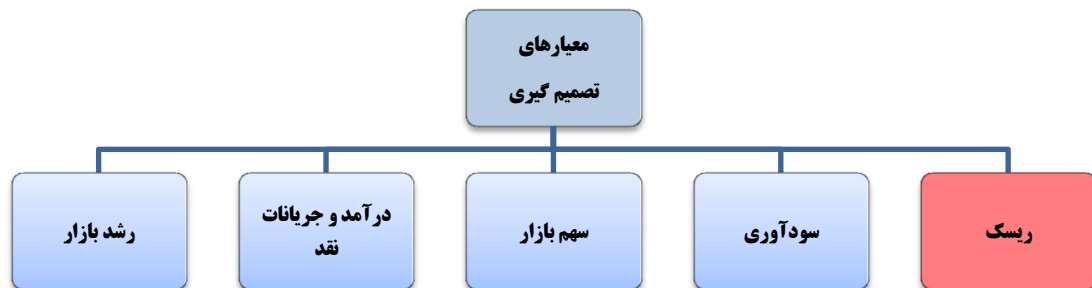 معیارهای
تصمیم گیری
ریسک
سودآوری
سهم بازار
درآمد و جریانات
نقد
رشد بازار